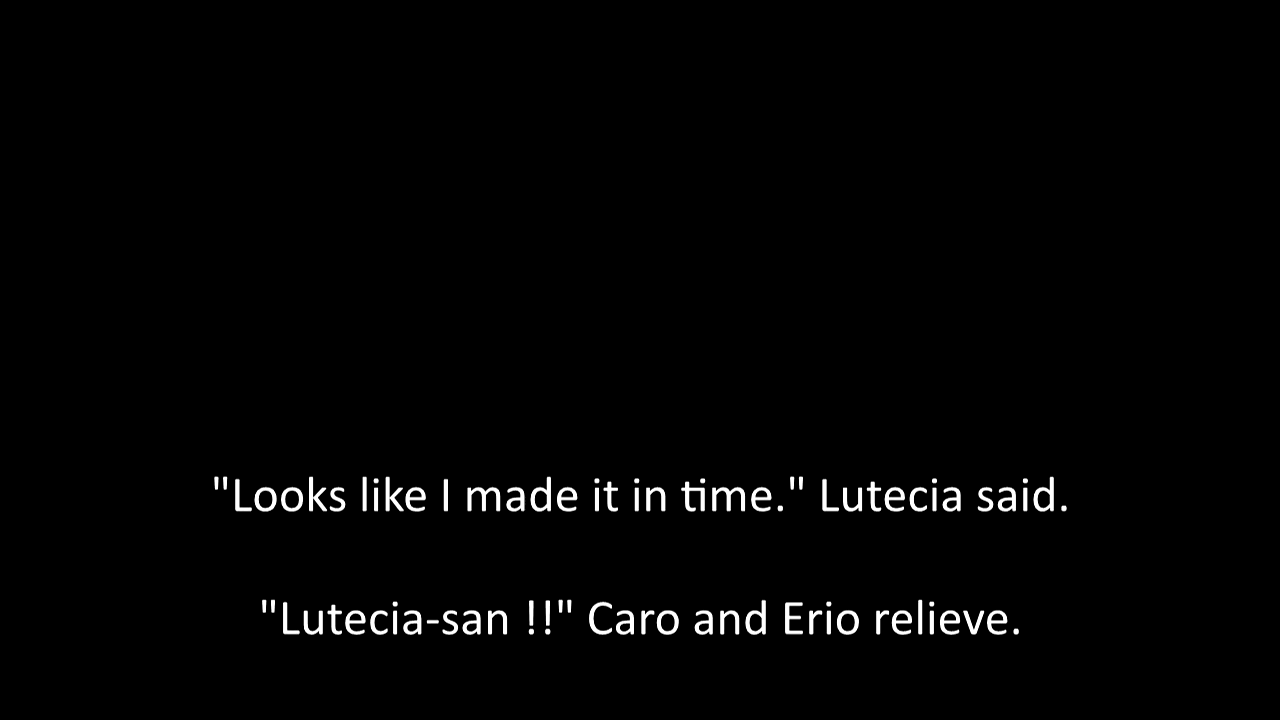 "Looks like I made it in time." Lutecia said.
"Lutecia-san !!" Caro and Erio relieve.